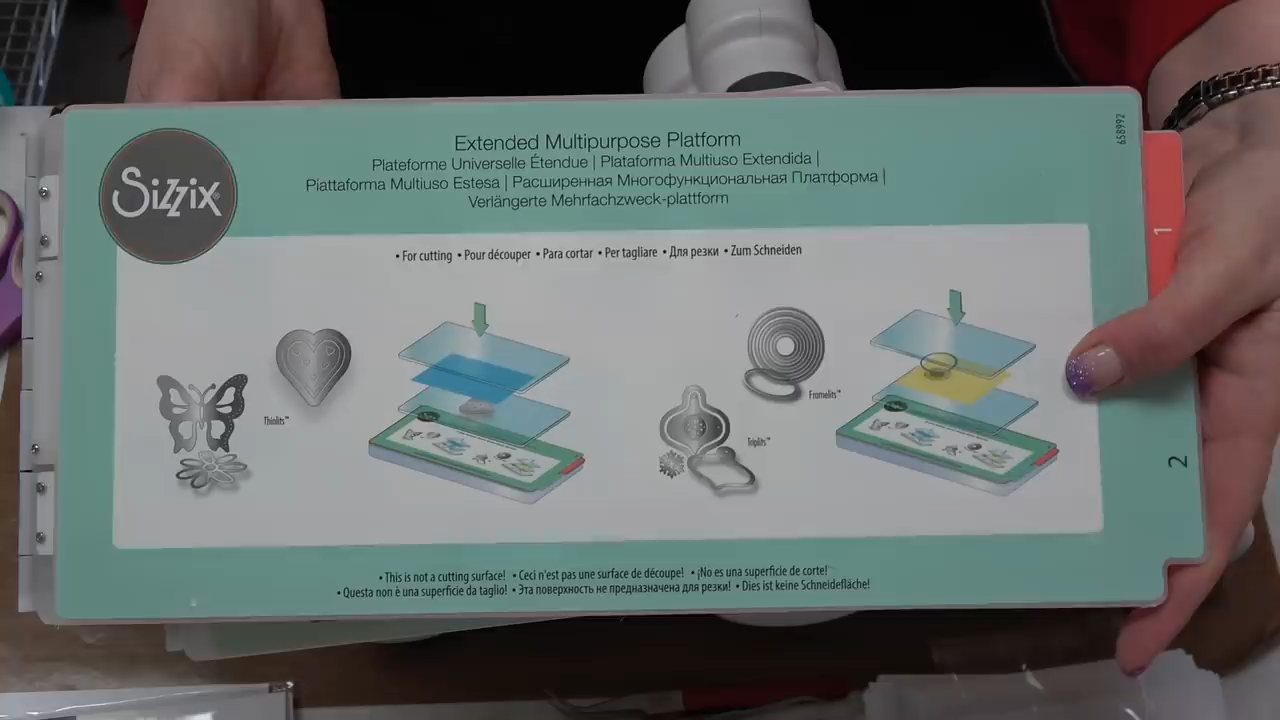 Sizzix
Extended Multipurpose Platform
Plateforme Universelle Étendue | Plataforma Multiuso Extendida |
Piattaforma Multiuso Estesa | Расширенная Многофункциональная Платформа |
Verlängerte Mehrfachzweck-plattform
658992
1
• For cutting • Pour découper • Para cortar • Per tagliare • Для резки • Zum Schneiden
Thinlits™
Framelits™
Triplits™
2
• This is not a cutting surface! • Ceci n'est pas une surface de découpe! • ¡No es una superficie de corte!
• Questa non è una superficie da taglio! • Эта поверхность не предназначена для резки! • Dies ist keine Schneidefläche!